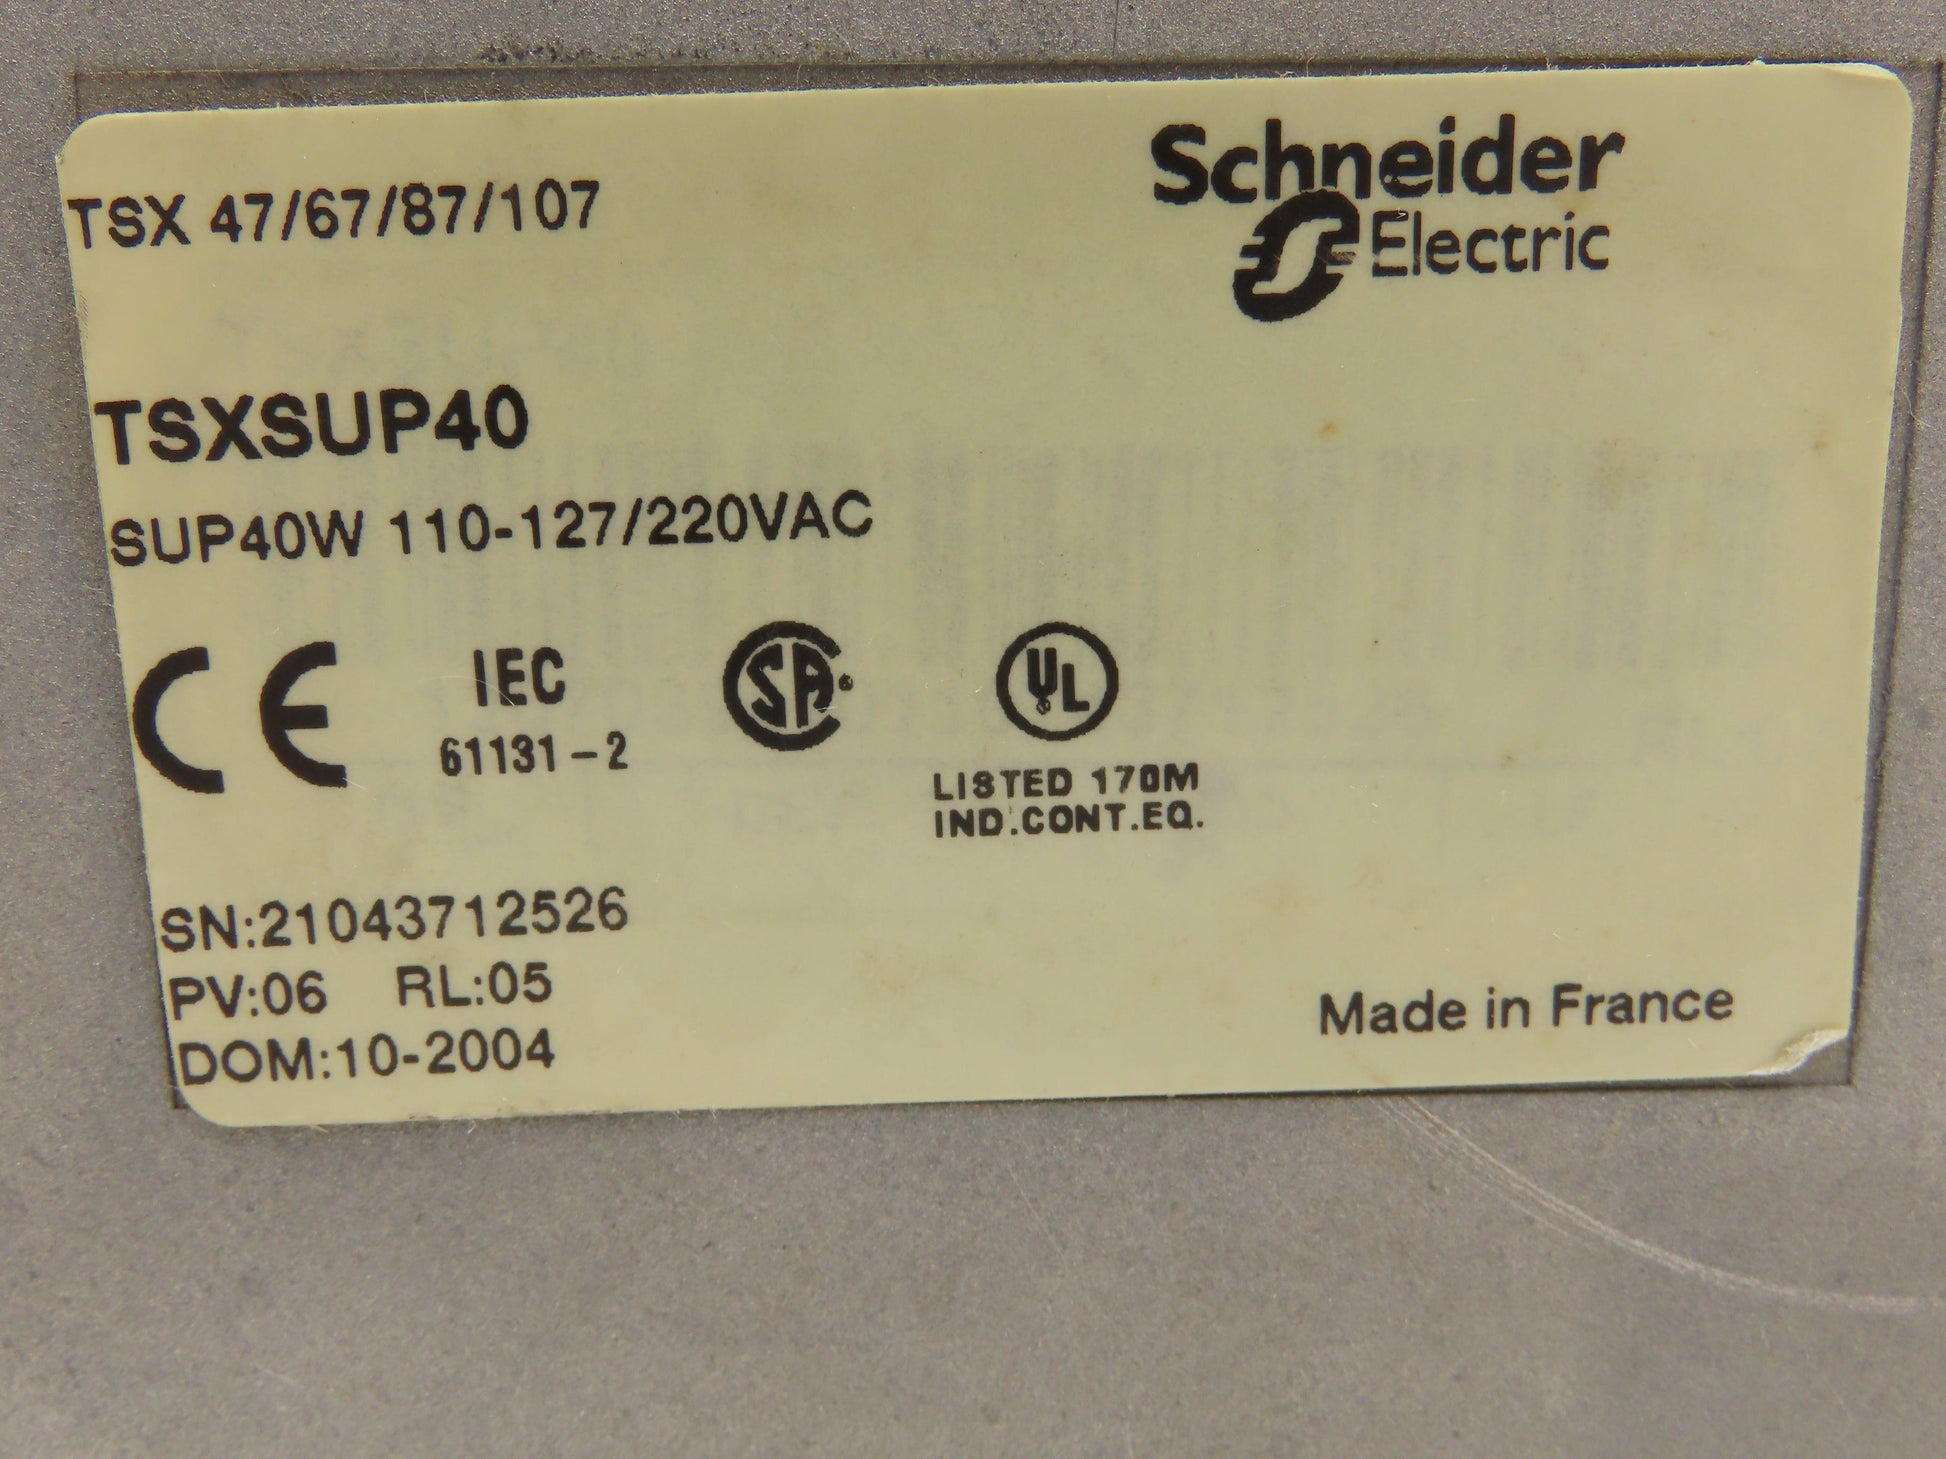 TSX 47/67/87/107
Schneider
Electric
TSXSUP40
SUP40W 110-127/220VAC
CE
IEC
61131-2
SA
UL
LISTED 170M
IND.CONT.EQ.
SN:21043712526
PV:06 RL:05
DOM:10-2004
Made in France